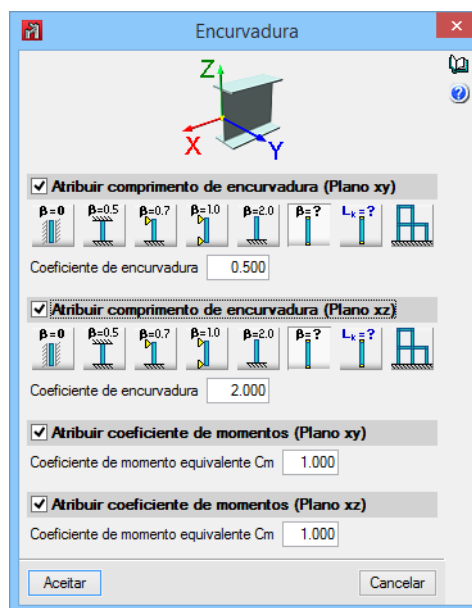 Encurvadura
Z
X
Y
Atribuir comprimento de encurvadura (Plano xy)
β=0 β=0.5 β=0.7 β=1.0 β=2.0 β=? Lk=?
Coeficiente de encurvadura 0.500
Atribuir comprimento de encurvadura (Plano xz)
β=0 β=0.5 β=0.7 β=1.0 β=2.0 β=? Lk=?
Coeficiente de encurvadura 2.000
Atribuir coeficiente de momentos (Plano xy)
Coeficiente de momento equivalente Cm 1.000
Atribuir coeficiente de momentos (Plano xz)
Coeficiente de momento equivalente Cm 1.000
Aceitar Cancelar